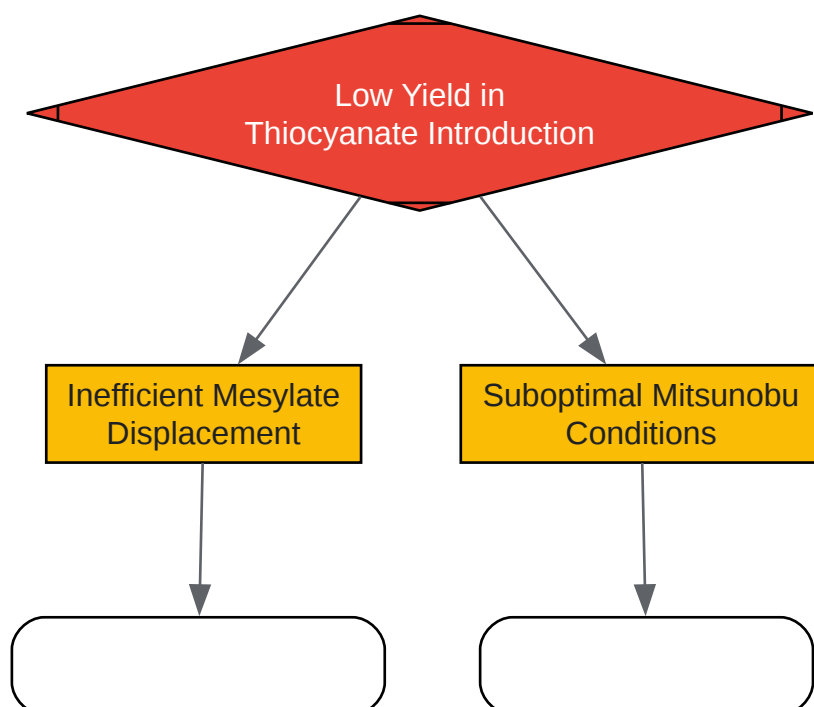 Low Yield in
Thiocyanate Introduction
Inefficient Mesylate
Displacement
Suboptimal Mitsunobu
Conditions